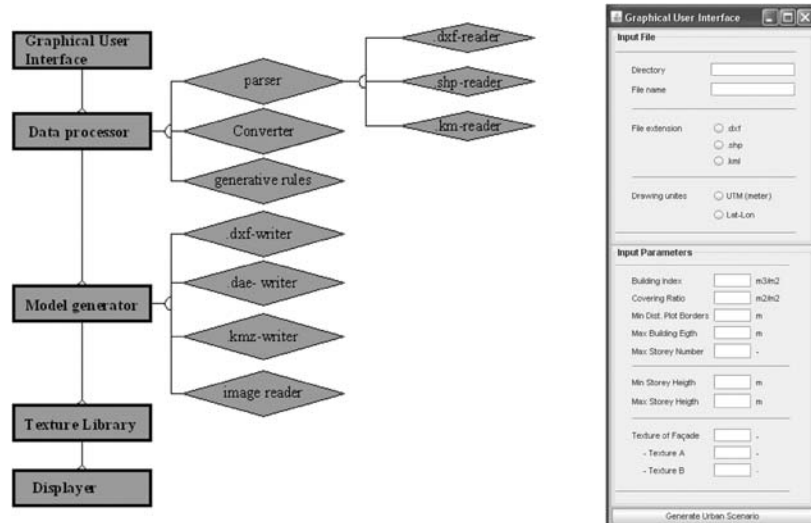 Graphical User
Interface
Data processor
Model generator
Texture Library
Displayer
parser
Converter
generative rules
.dxf-writer
.dae- writer
.kmz-writer
image reader
.dxf-reader
.shp-reader
.km-reader
Graphical User Interface
Input File
Directory
File name
File extension
.dxf
.shp
.kml
Drawing unites
UTM (meter)
Lat-Lon
Input Parameters
Building Index m3/m2
Covering Ratio m2/m2
Min Dist. Plot Borders m
Max Building Egth m
Max Storey Number -
Min Storey Heigth m
Max Storey Heigth m
Texture of Façade -
- Texture A -
- Texture B -
Generate Urban Scenario